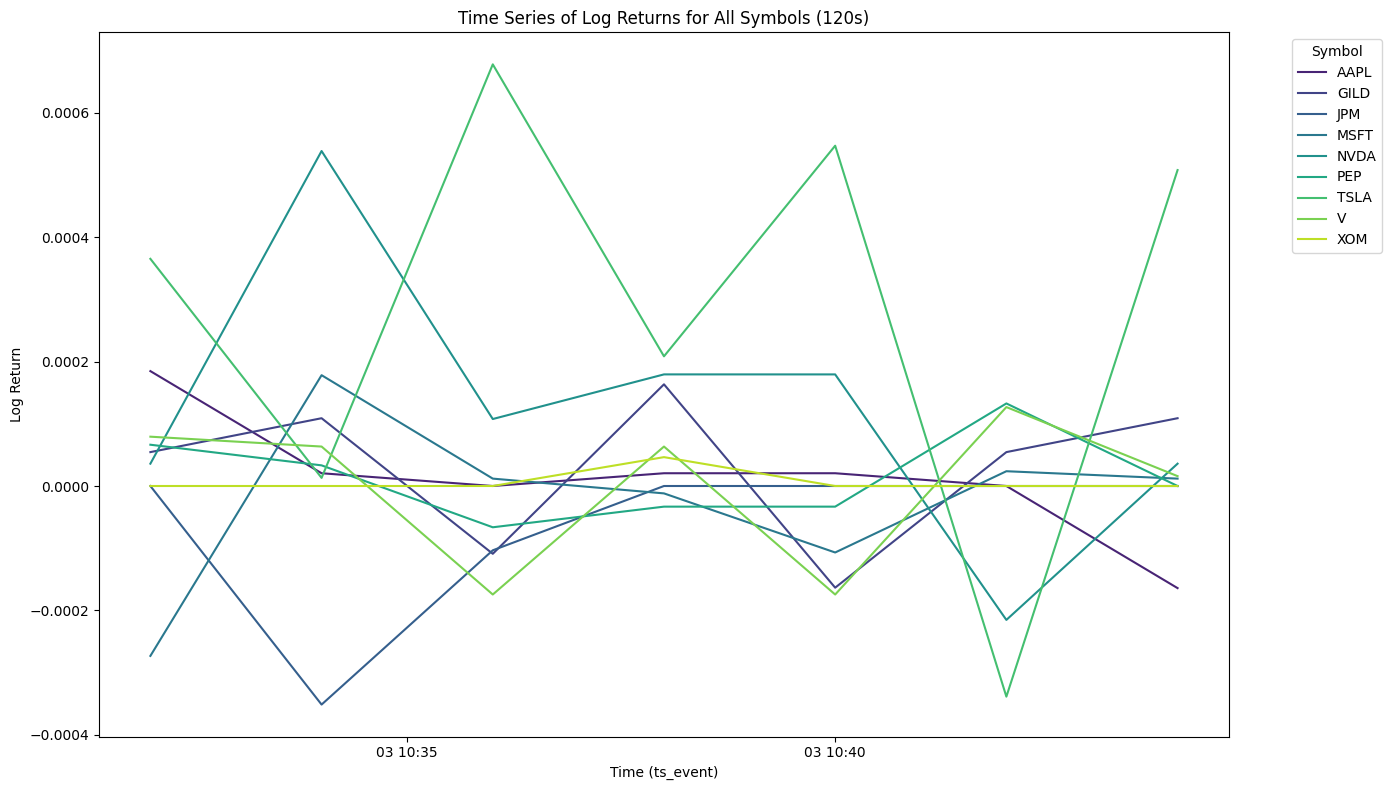 Time Series of Log Returns for All Symbols (120s)
Symbol
AAPL
GILD
JPM
MSFT
NVDA
PEP
TSLA
V
XOM
Log Return
0.0006
0.0004
0.0002
0.0000
−0.0002
−0.0004
03 10:35
03 10:40
Time (ts_event)